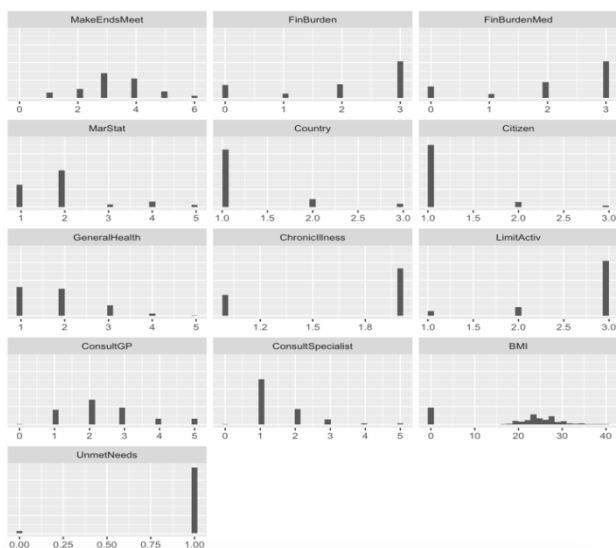 MakeEndsMeet FinBurden FinBurdenMed
0 2 4 6 0 1 2 3 0 1 2 3
MarStat Country Citizen
1 2 3 4 5 1.0 1.5 2.0 2.5 3.0 1.0 1.5 2.0 2.5 3.0
GeneralHealth ChronicIllness LimitActiv
1 2 3 4 5 1.2 1.5 1.8 1.0 1.5 2.0 2.5 3.0
ConsultGP ConsultSpecialist BMI
0 1 2 3 4 5 0 1 2 3 4 5 0 10 20 30 40
UnmetNeeds
0.00 0.25 0.50 0.75 1.00